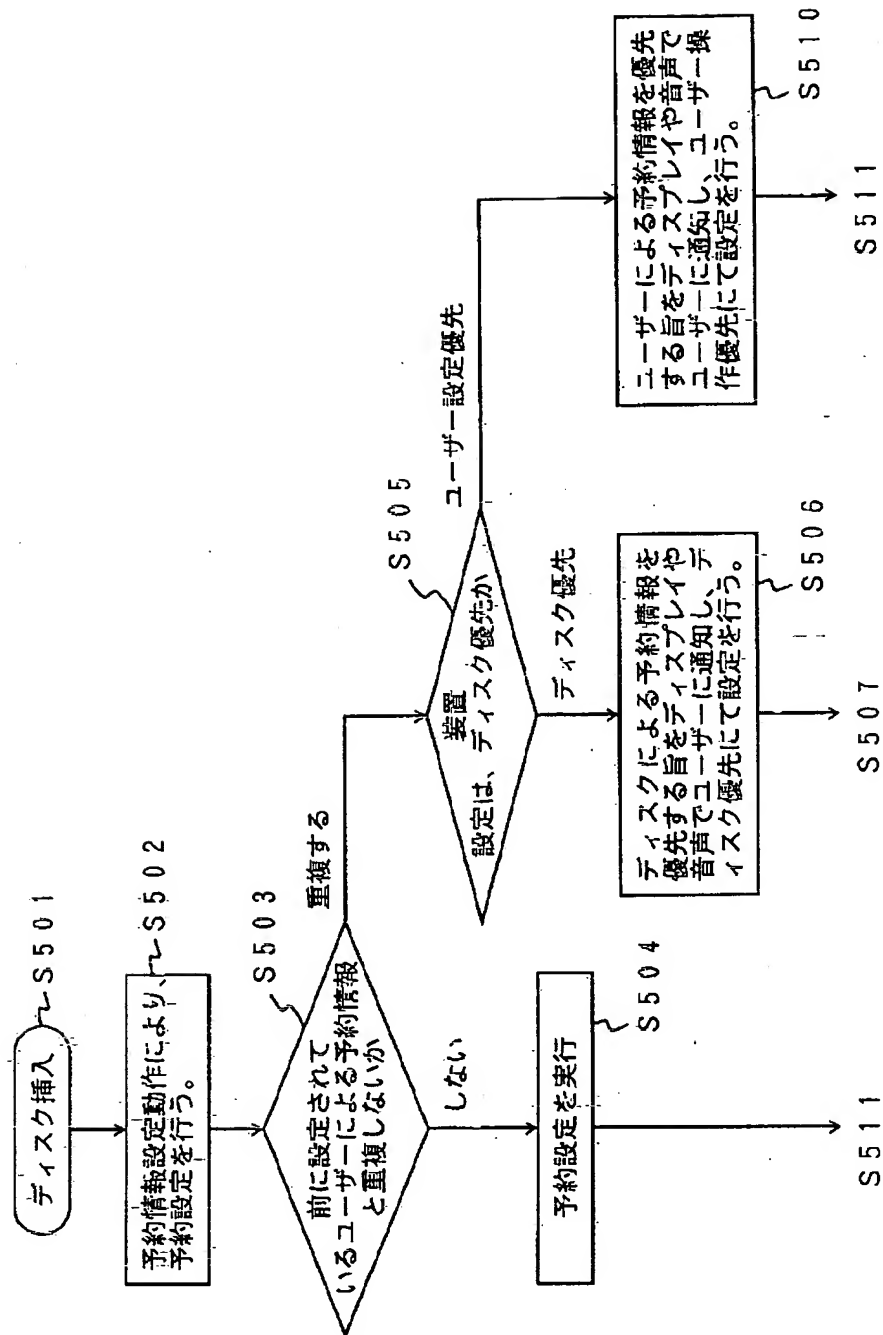 ディスク挿入
S501
予約情報設定動作により、
予約設定を行う。
S502
前に設定されて
いるユーザーによる予約情報
と重複しないか
S503
重複する
しない
予約設定を実行
S504
S511
装置
設定は、ディスク優先か
S505
ユーザー設定優先
ディスク優先
ディスクによる予約情報を
優先する旨をディスプレイや
音声でユーザーに通知し、デ
ィスク優先にて設定を行う。
S506
S507
ユーザーによる予約情報を優先
する旨をディスプレイや音声で
ユーザーに通知し、ユーザー操
作優先にて設定を行う。
S510
S511